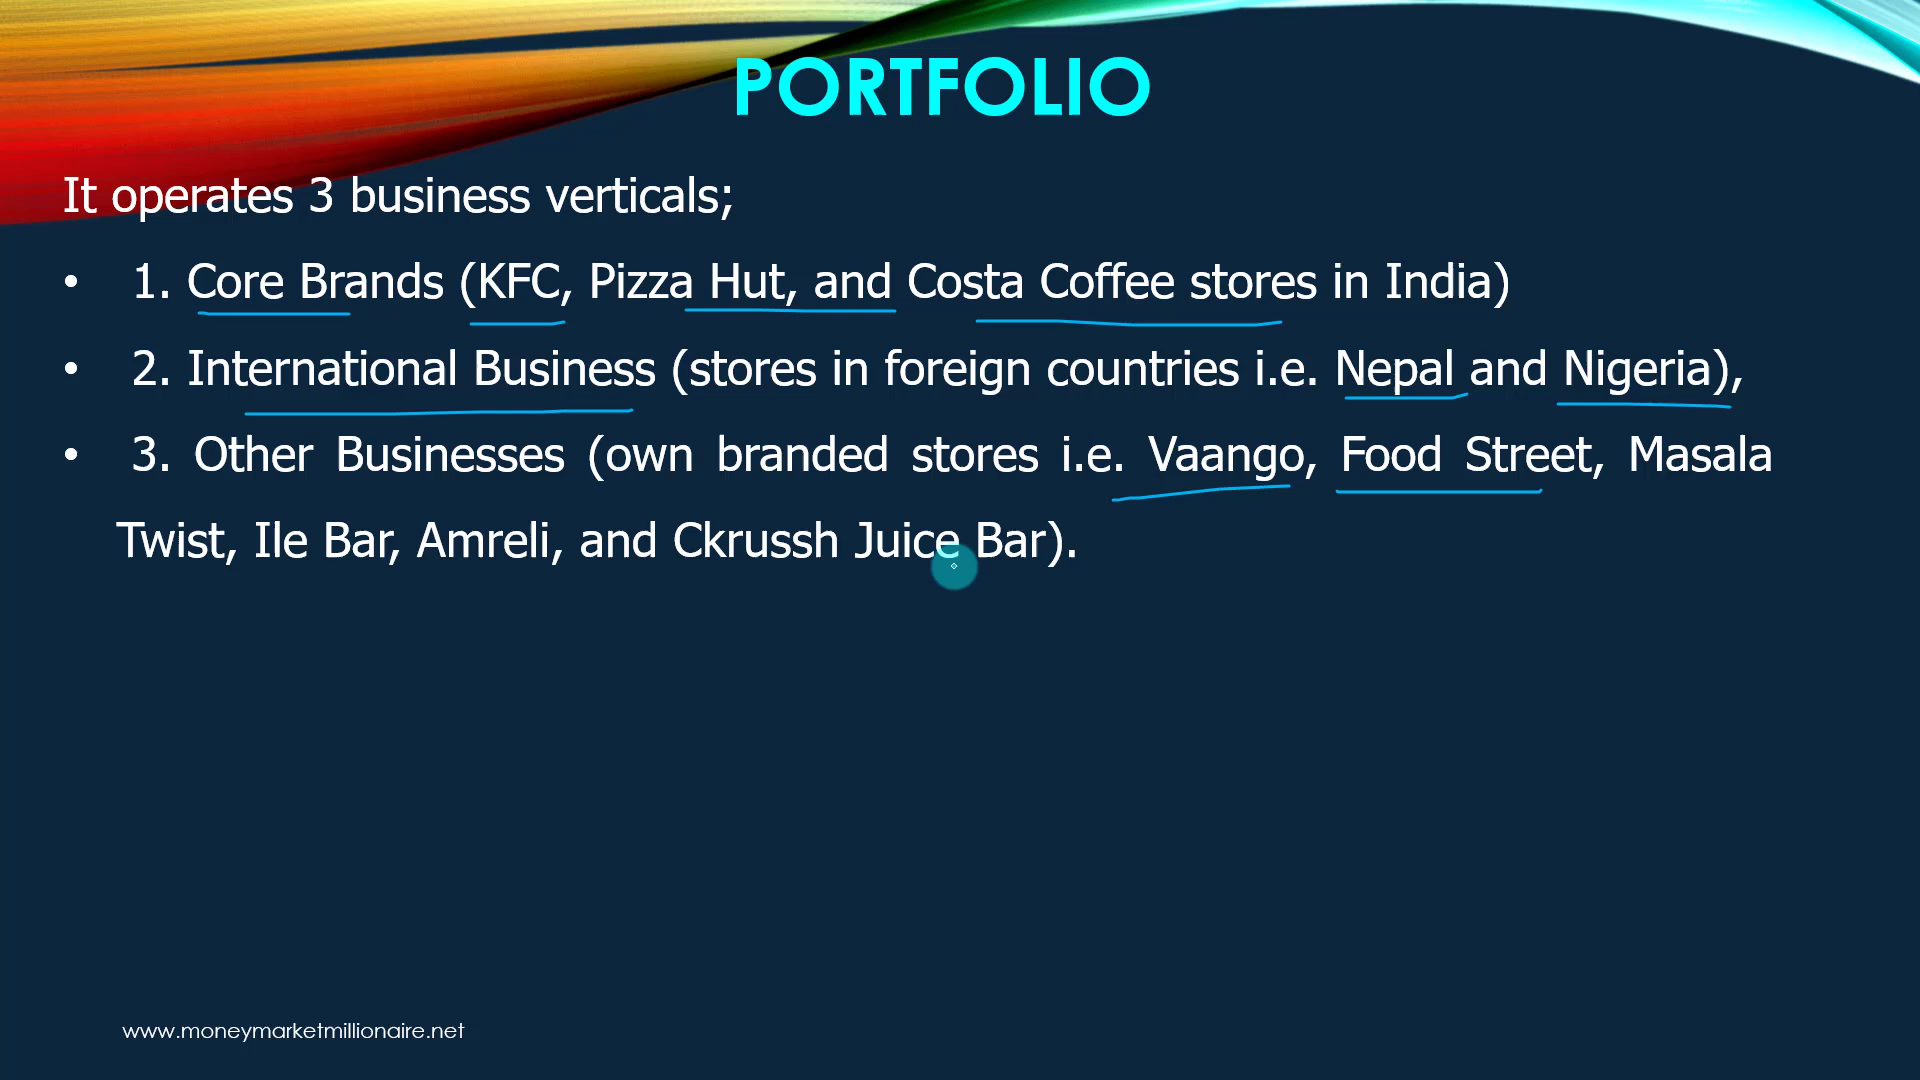 PORTFOLIO
It operates 3 business verticals;
• 1. Core Brands (KFC, Pizza Hut, and Costa Coffee stores in India)
• 2. International Business (stores in foreign countries i.e. Nepal and Nigeria),
• 3. Other Businesses (own branded stores i.e. Vaango, Food Street, Masala
Twist, Ile Bar, Amreli, and Ckrussh Juice Bar).
www.moneymarketmillionaire.net